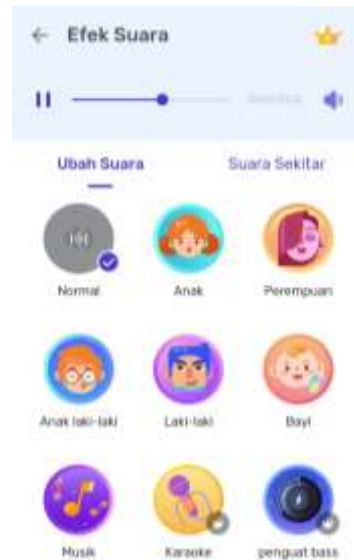 Efek Suara
Ubah Suara
Suara Sekitar
Normal
Anak
Perempuan
Anak laki-laki
Laki-laki
Bayi
Musik
Karaoke
penguat bass